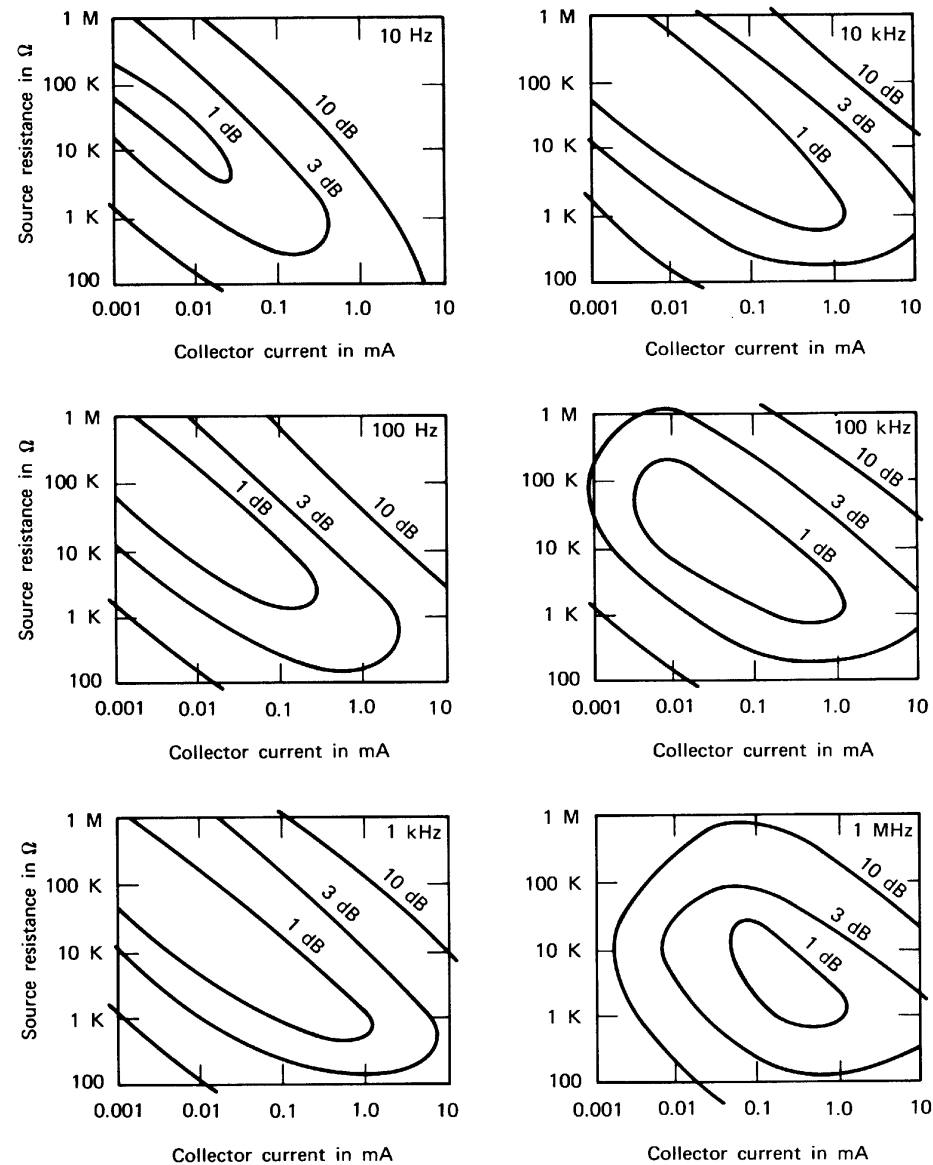 10 Hz
1 M
100 K
10 K
1 K
100
Source resistance in Ω
1 dB
3 dB
10 dB
0.001 0.01 0.1 1.0 10
Collector current in mA
10 kHz
1 M
100 K
10 K
1 K
100
1 dB
3 dB
10 dB
0.001 0.01 0.1 1.0 10
Collector current in mA
100 Hz
1 M
100 K
10 K
1 K
100
Source resistance in Ω
1 dB
3 dB
10 dB
0.001 0.01 0.1 1.0 10
Collector current in mA
100 kHz
1 M
100 K
10 K
1 K
100
1 dB
3 dB
10 dB
0.001 0.01 0.1 1.0 10
Collector current in mA
1 kHz
1 M
100 K
10 K
1 K
100
Source resistance in Ω
1 dB
3 dB
10 dB
0.001 0.01 0.1 1.0 10
Collector current in mA
1 MHz
1 M
100 K
10 K
1 K
100
1 dB
3 dB
10 dB
0.001 0.01 0.1 1.0 10
Collector current in mA